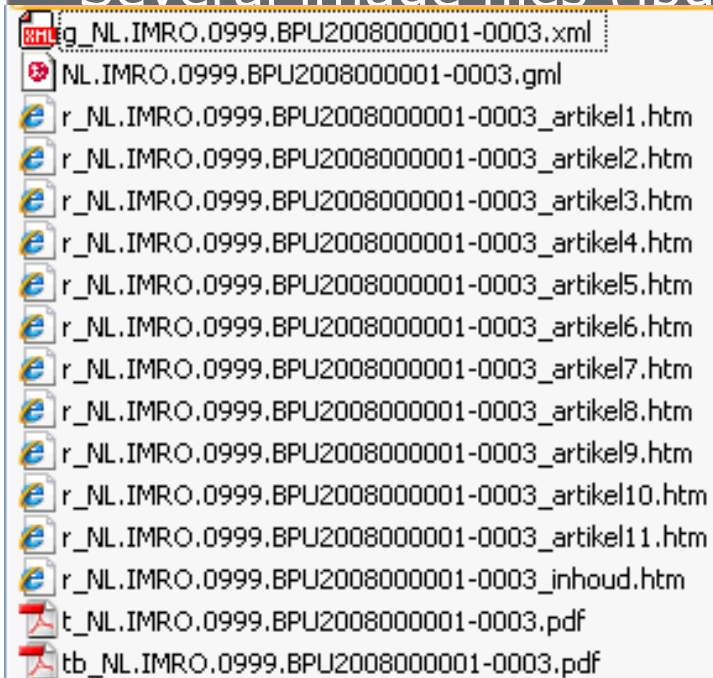 Several image files
g_NL.IMRO.0999.BPU2008000001-0003.xml
NL.IMRO.0999.BPU2008000001-0003.gml
r_NL.IMRO.0999.BPU2008000001-0003_artikel1.htm
r_NL.IMRO.0999.BPU2008000001-0003_artikel2.htm
r_NL.IMRO.0999.BPU2008000001-0003_artikel3.htm
r_NL.IMRO.0999.BPU2008000001-0003_artikel4.htm
r_NL.IMRO.0999.BPU2008000001-0003_artikel5.htm
r_NL.IMRO.0999.BPU2008000001-0003_artikel6.htm
r_NL.IMRO.0999.BPU2008000001-0003_artikel7.htm
r_NL.IMRO.0999.BPU2008000001-0003_artikel8.htm
r_NL.IMRO.0999.BPU2008000001-0003_artikel9.htm
r_NL.IMRO.0999.BPU2008000001-0003_artikel10.htm
r_NL.IMRO.0999.BPU2008000001-0003_artikel11.htm
r_NL.IMRO.0999.BPU2008000001-0003_inhoud.htm
t_NL.IMRO.0999.BPU2008000001-0003.pdf
tb_NL.IMRO.0999.BPU2008000001-0003.pdf